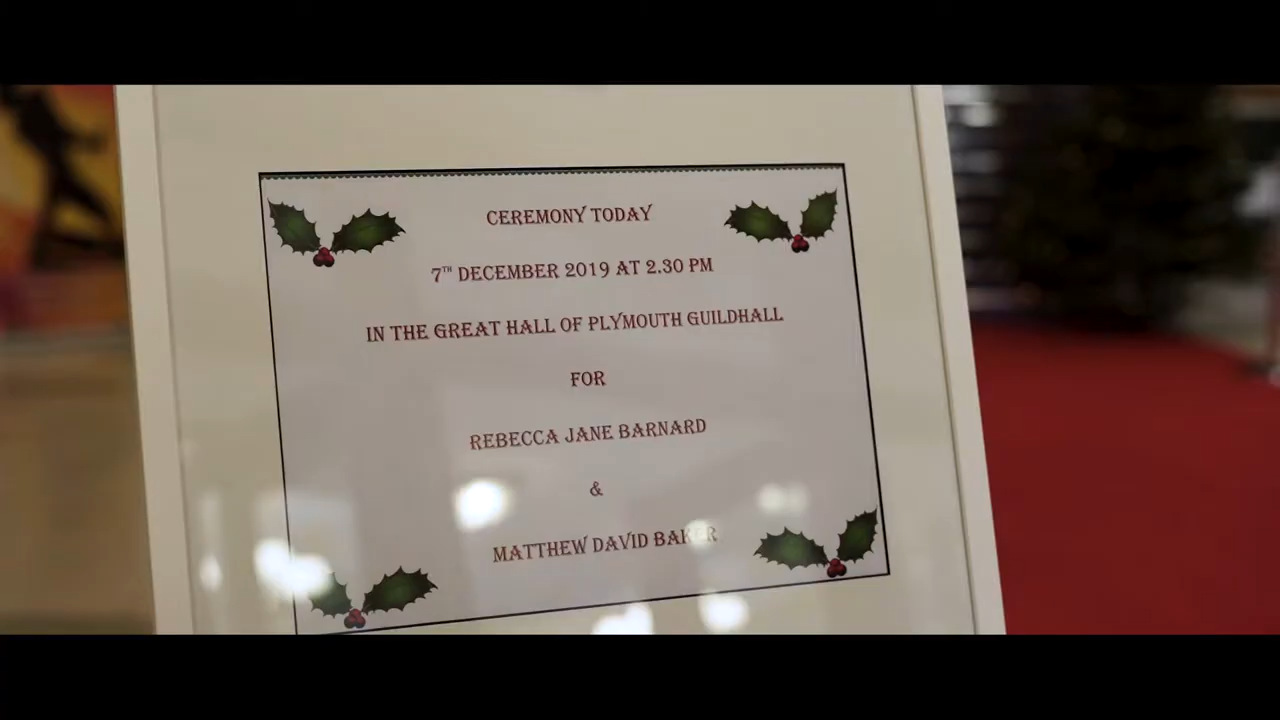 CEREMONY TODAY
7TH DECEMBER 2019 AT 2.30 PM
IN THE GREAT HALL OF PLYMOUTH GUILDHALL
FOR
REBECCA JANE BARNARD
&
MATTHEW DAVID BAKER